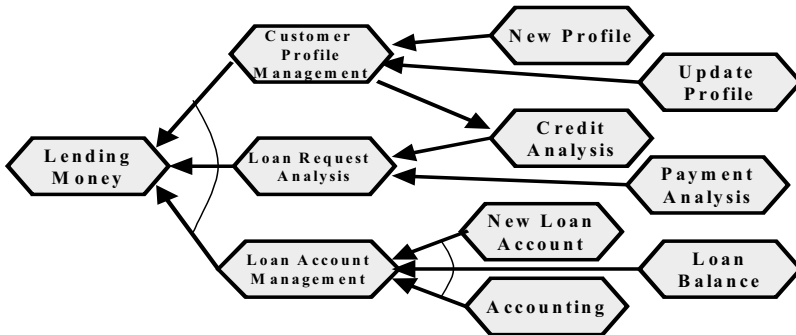 Customer
Profile
Management
New Profile
Update
Profile
Lending
Money
Loan Request
Analysis
Credit
Analysis
Payment
Analysis
Loan Account
Management
New Loan
Account
Loan
Balance
Accounting